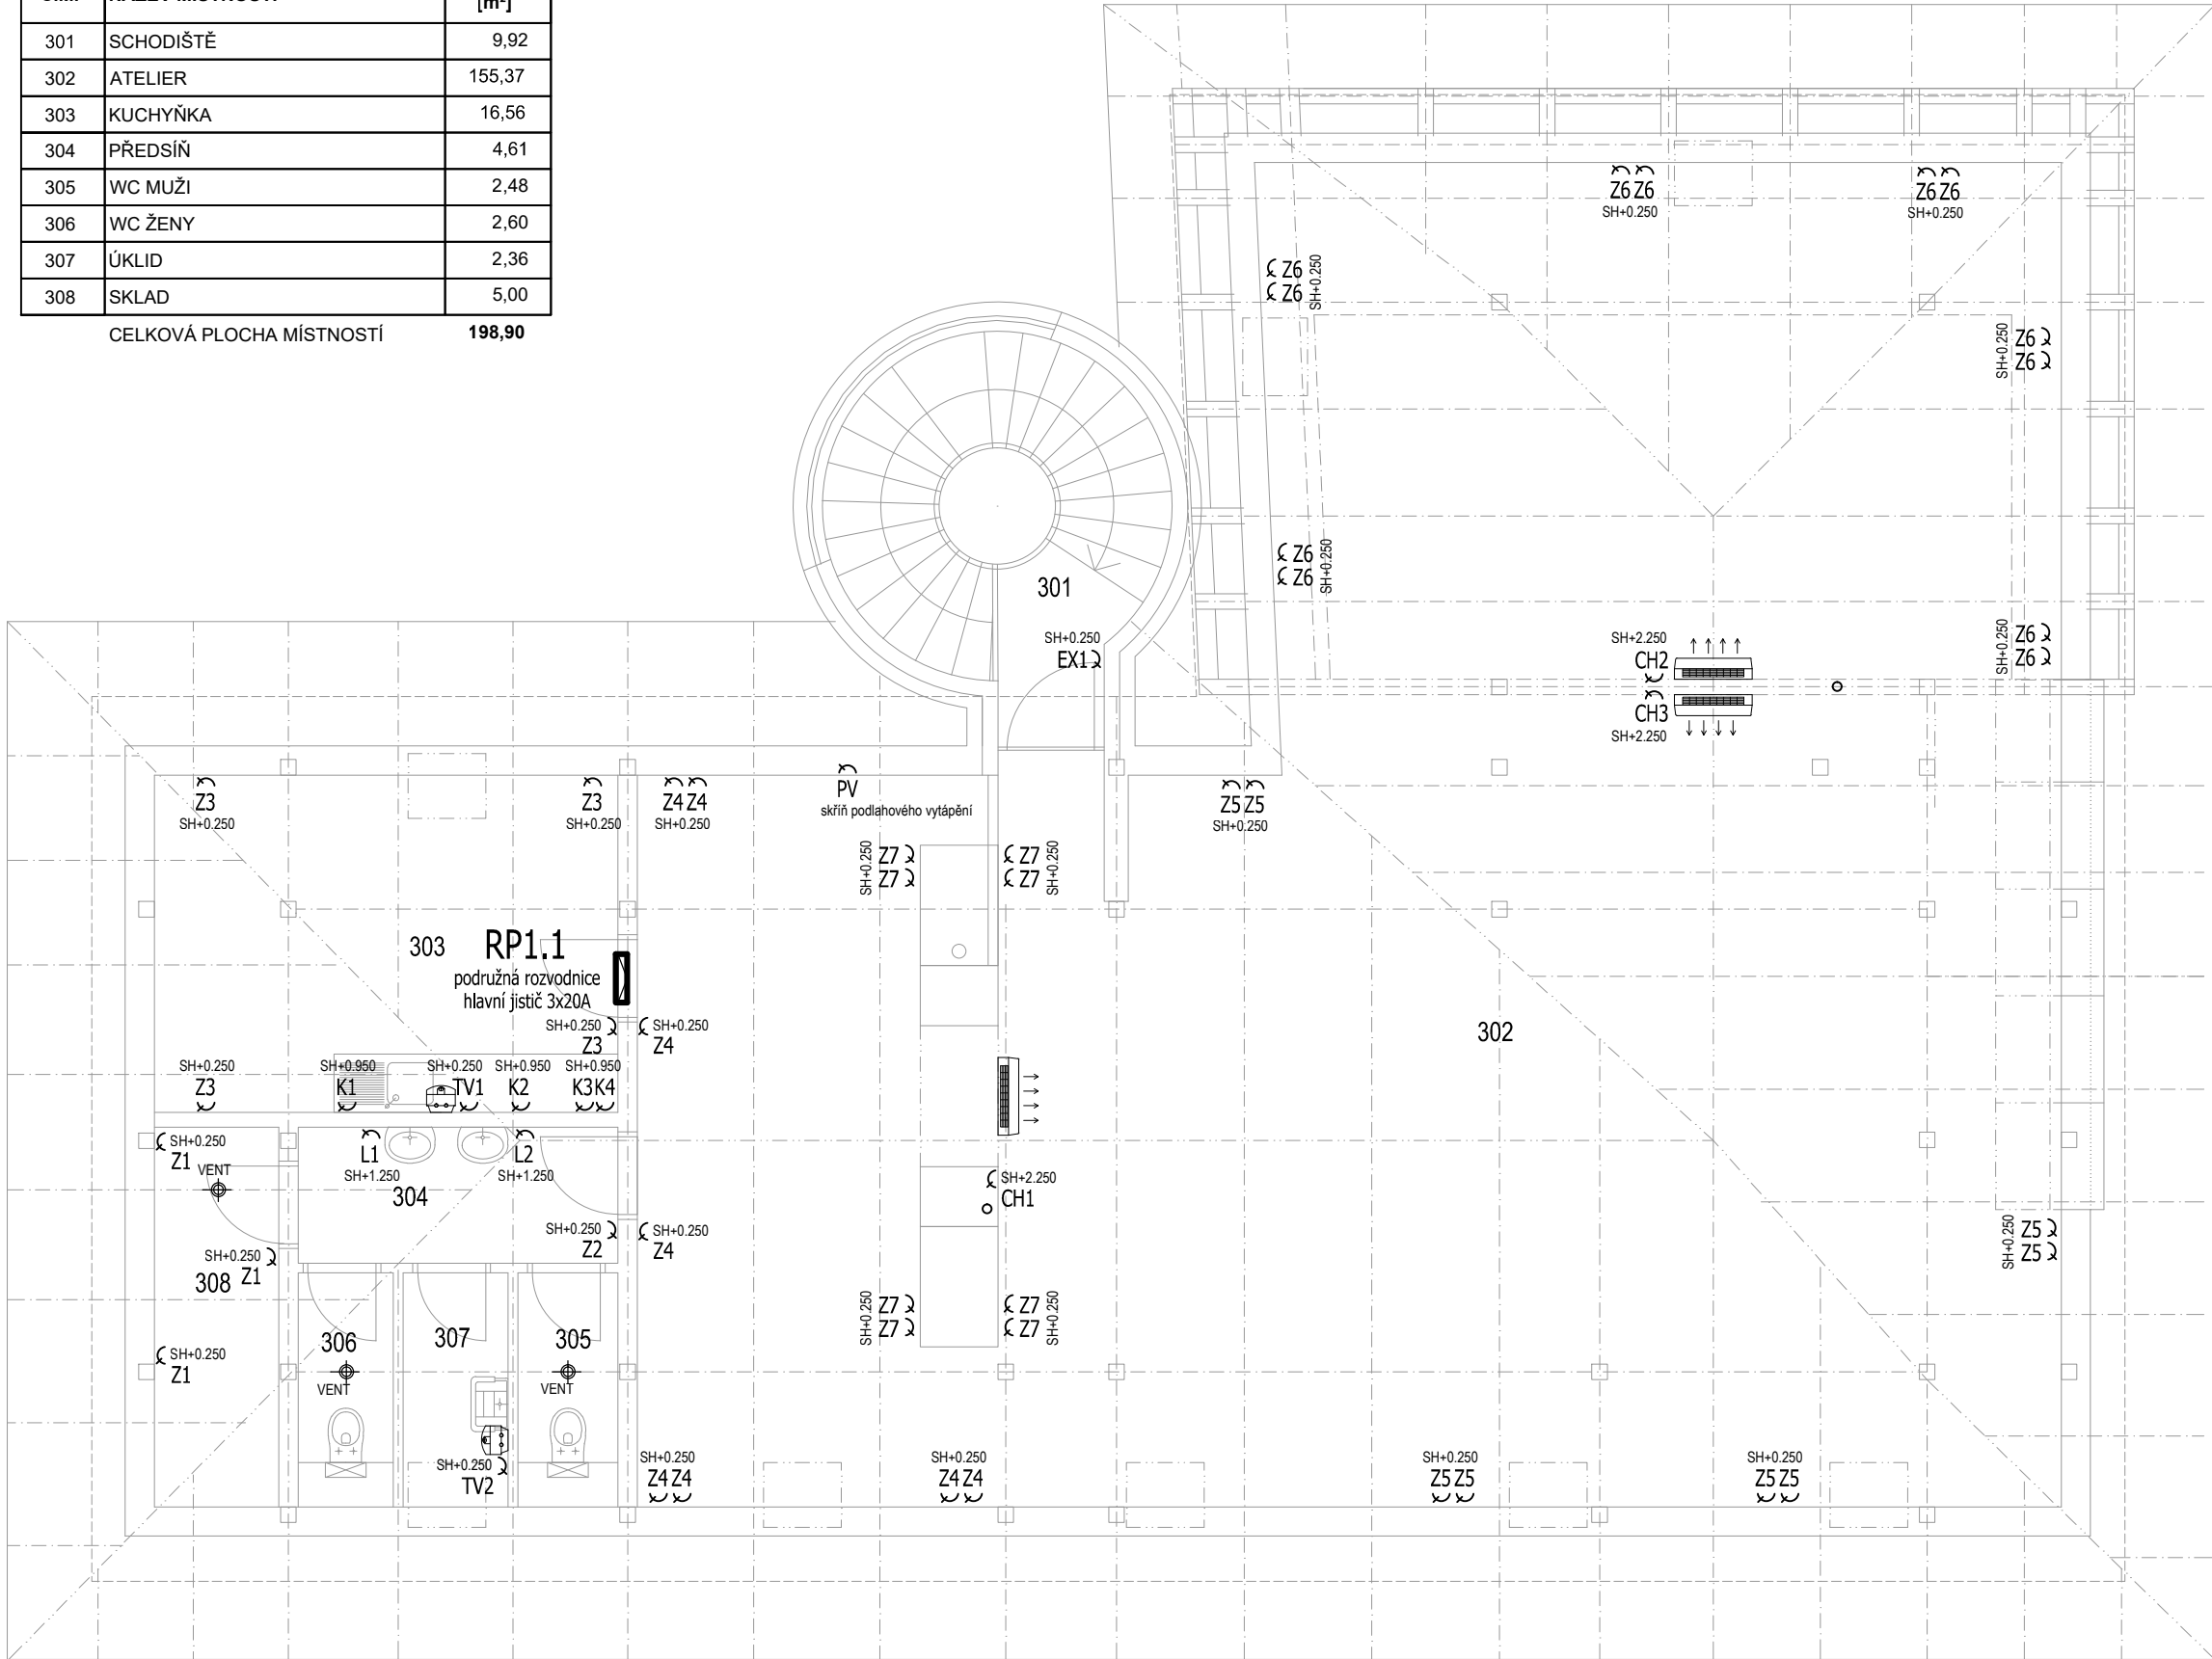 [m²]
301 SCHODIŠTĚ 9,92
302 ATELIER 155,37
303 KUCHYŇKA 16,56
304 PŘEDSÍŇ 4,61
305 WC MUŽI 2,48
306 WC ŽENY 2,60
307 ÚKLID 2,36
308 SKLAD 5,00
CELKOVÁ PLOCHA MÍSTNOSTÍ 198,90
Z6 Z6
SH+0.250
Z6 Z6
SH+0.250
Z6
Z6
SH+0.250
Z6
Z6
SH+0.250
Z6
Z6
SH+0.250
Z6
Z6
SH+0.250
301
SH+0.250
EX1
SH+2.250
CH2
CH3
SH+2.250
Z3
SH+0.250
Z3
SH+0.250
Z4 Z4
SH+0.250
PV
skříň podlahového vytápění
Z5 Z5
SH+0.250
SH+0.250
Z7
Z7
Z7
Z7
SH+0.250
303
RP1.1
podružná rozvodnice
hlavní jistič 3x20A
SH+0.250
Z3
SH+0.250
Z4
302
SH+0.250
Z3
SH+0.950
K1
SH+0.250
TV1
SH+0.950
K2
SH+0.950
K3 K4
SH+0.250
Z1
VENT
L1
SH+1.250
L2
SH+1.250
304
SH+2.250
CH1
SH+0.250
Z2
SH+0.250
Z4
SH+0.250
Z5
Z5
SH+0.250
Z1
308
SH+0.250
Z7
Z7
Z7
Z7
SH+0.250
306
307
305
SH+0.250
Z1
VENT
VENT
SH+0.250
TV2
SH+0.250
Z4 Z4
SH+0.250
Z4 Z4
SH+0.250
Z5 Z5
SH+0.250
Z5 Z5